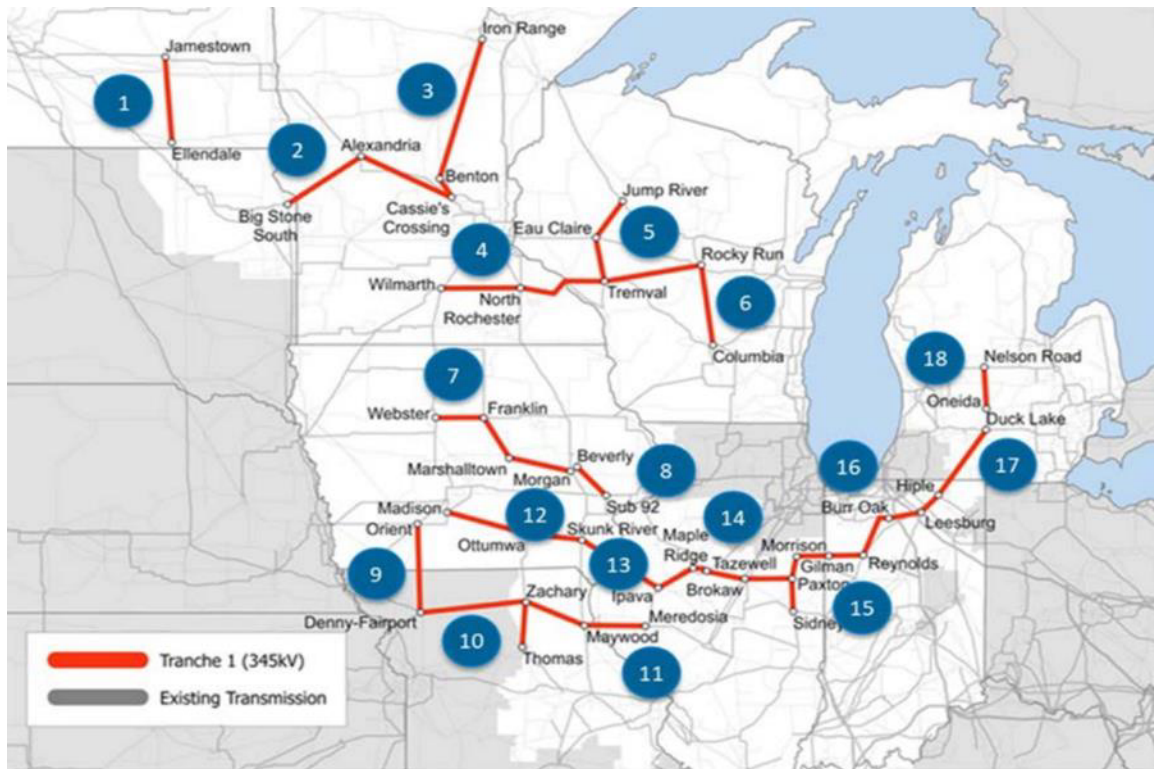 Iron Range
Jamestown
3
1
Alexandria
2
Ellendale
Benton
Jump River
Cassie's
Crossing
Big Stone
South
Eau Claire
5
4
Rocky Run
Wilmarth
North
Rochester
Tremval
6
Columbia
18
Nelson Road
7
Oneida
Duck Lake
Webster
Franklin
Beverly
8
16
17
Marshalltown
Morgan
Hiple
Sub 92
Madison
Burr Oak
Leesburg
12
14
Orient
Skunk River
Maple
Ridge
Ottumwa
Morrison
Tazewell
Gilman
Reynolds
13
9
Ipava
Brokaw
Paxton
Zachary
Meredosia
15
Denny-Fairport
Sidney
10
Maywood
Thomas
11
Tranche 1 (345kV)
Existing Transmission